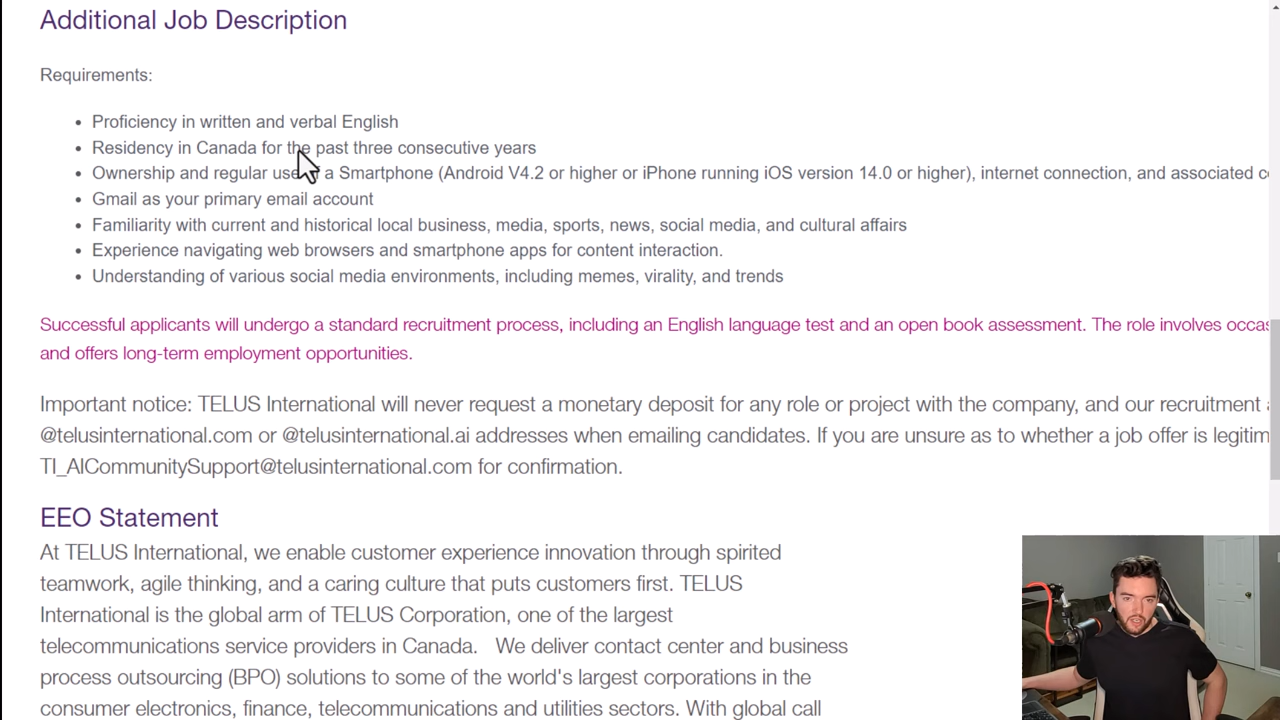 Additional Job Description
Requirements:
Proficiency in written and verbal English
Residency in Canada for the past three consecutive years
Ownership and regular use a Smartphone (Android V4.2 or higher or iPhone running iOS version 14.0 or higher), internet connection, and associated
Gmail as your primary email account
Familiarity with current and historical local business, media, sports, news, social media, and cultural affairs
Experience navigating web browsers and smartphone apps for content interaction.
Understanding of various social media environments, including memes, virality, and trends
Successful applicants will undergo a standard recruitment process, including an English language test and an open book assessment. The role involves
and offers long-term employment opportunities.
Important notice: TELUS International will never request a monetary deposit for any role or project with the company, and our recruitment
@telusinternational.com or @telusinternational.ai addresses when emailing candidates. If you are unsure as to whether a job offer is
TI_AICommunitySupport@telusinternational.com for confirmation.
EEO Statement
At TELUS International, we enable customer experience innovation through spirited
teamwork, agile thinking, and a caring culture that puts customers first. TELUS
International is the global arm of TELUS Corporation, one of the largest
telecommunications service providers in Canada. We deliver contact center and business
process outsourcing (BPO) solutions to some of the world's largest corporations in the
consumer electronics, finance, telecommunications and utilities sectors. With global call